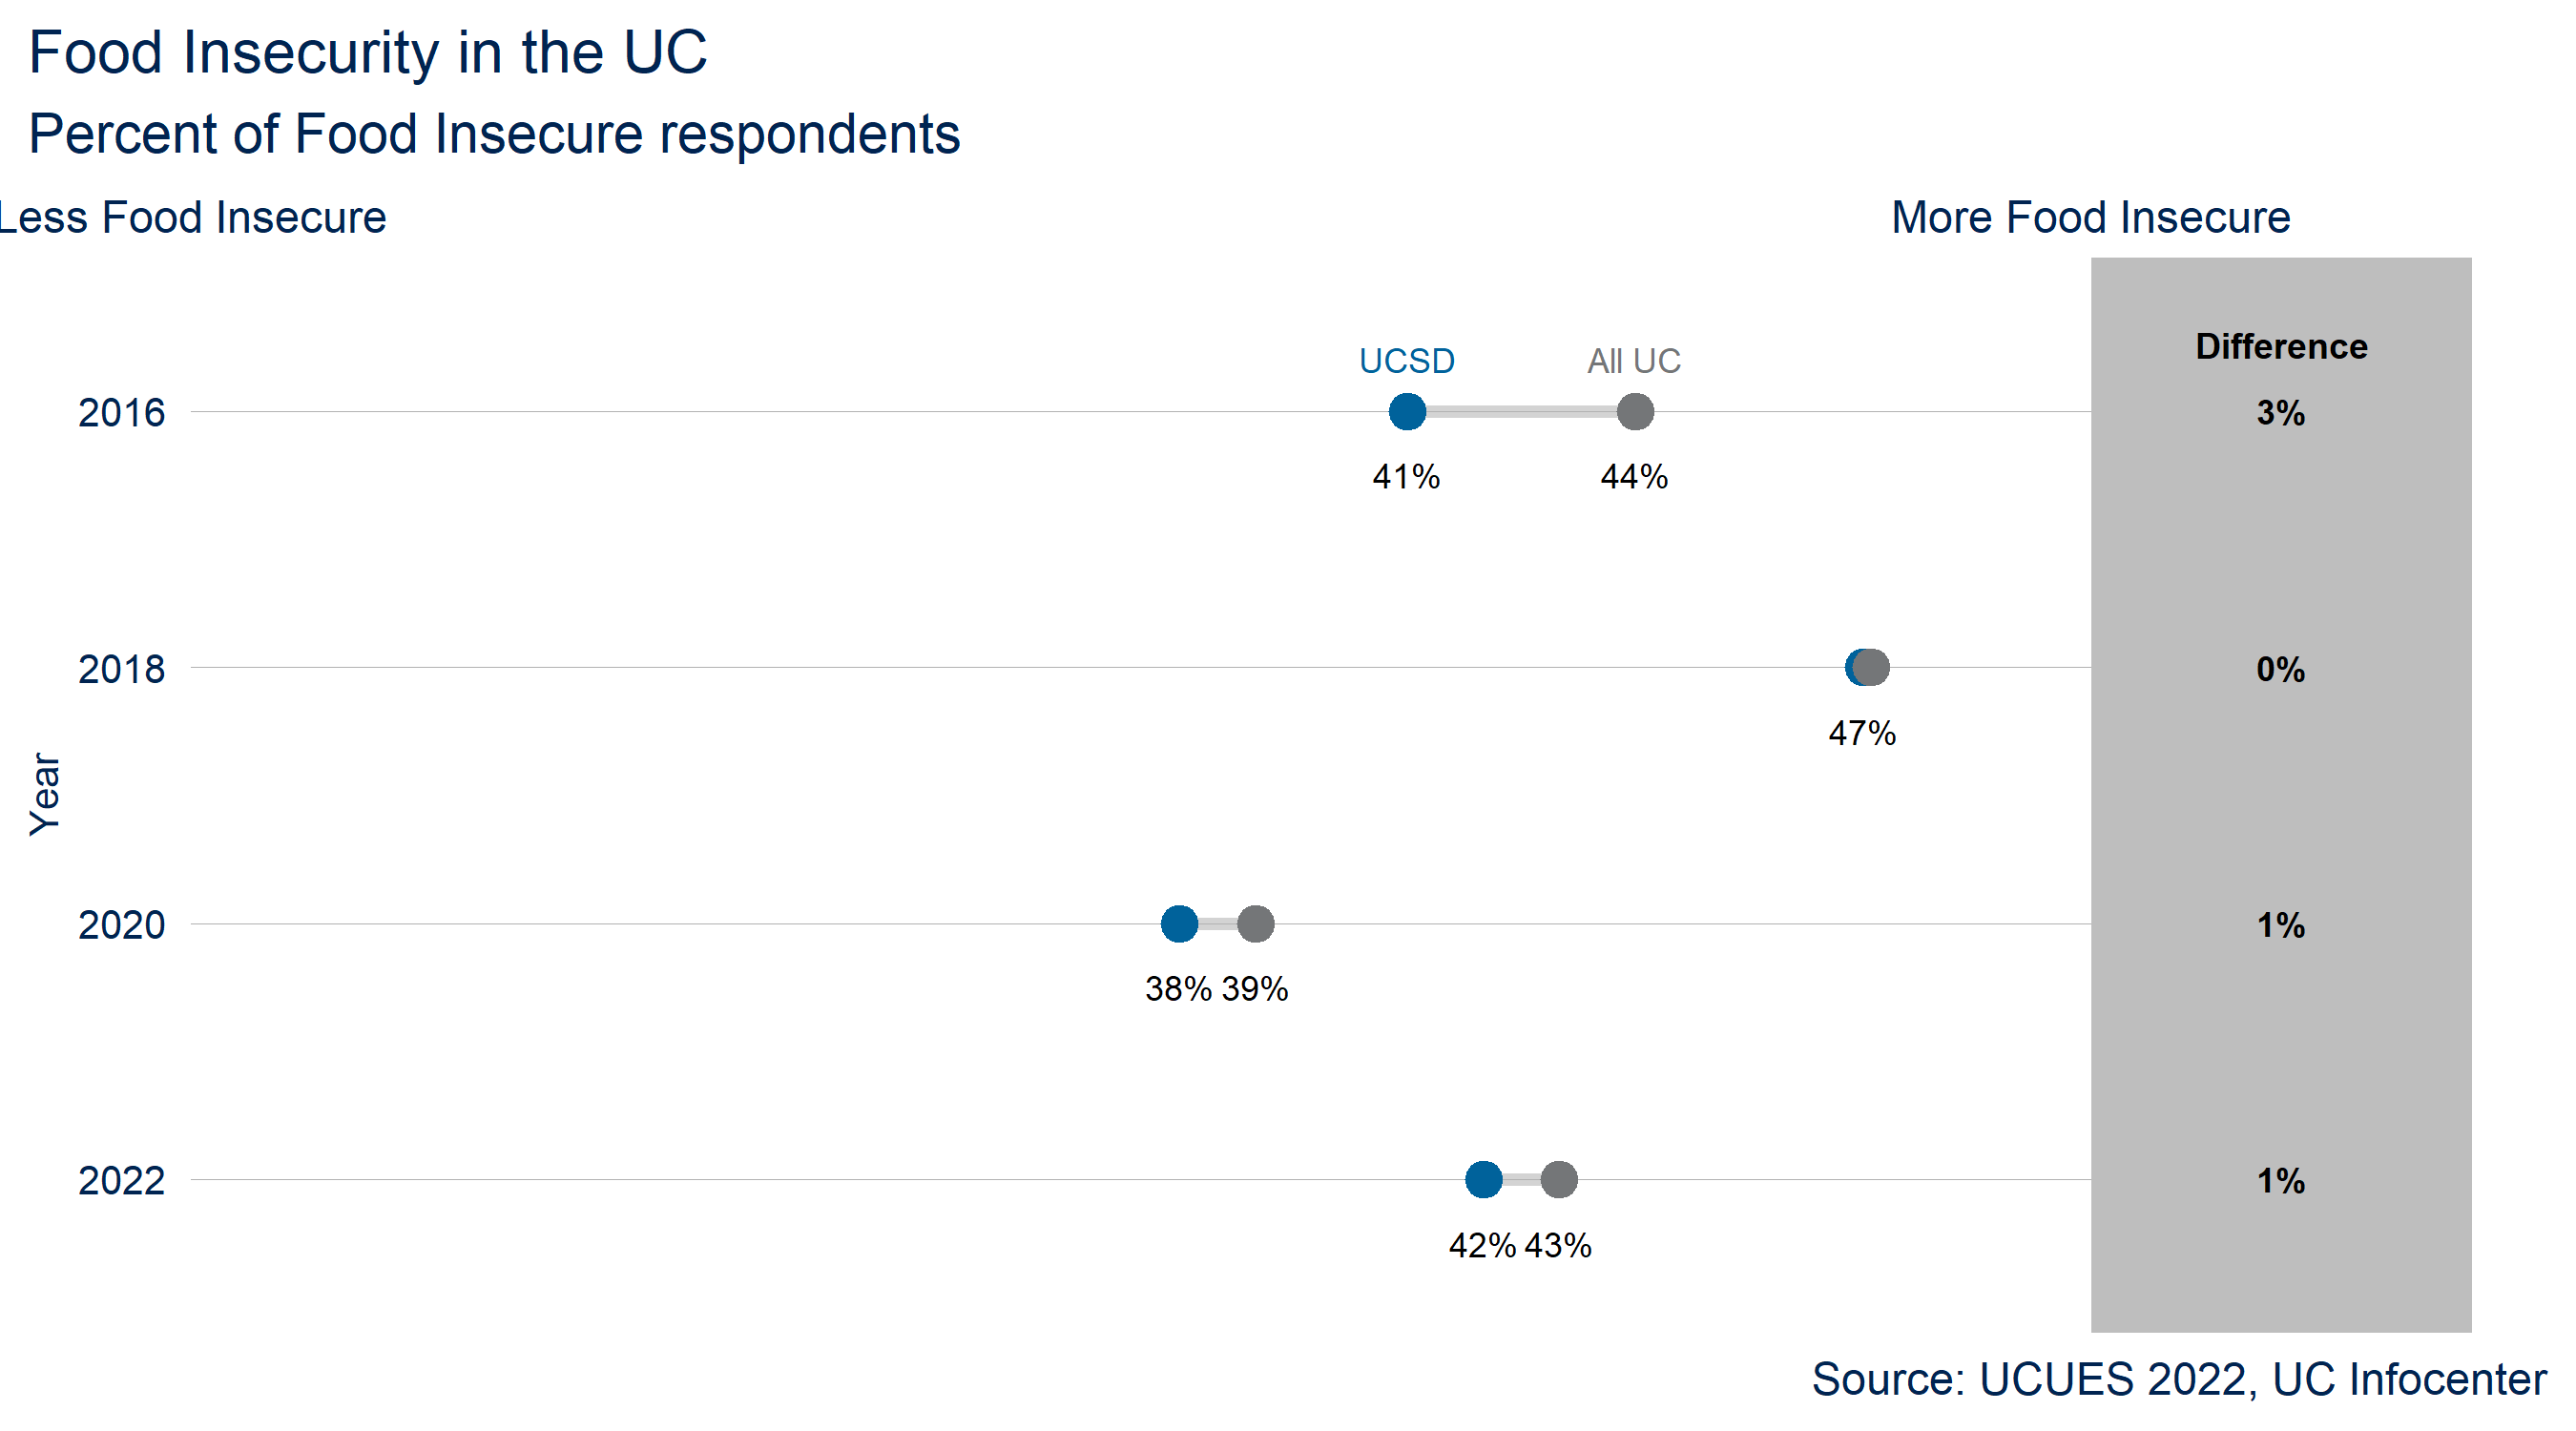 Food Insecurity in the UC
Percent of Food Insecure respondents
Less Food Insecure
More Food Insecure
Difference
UCSD
All UC
2016
3%
41%
44%
2018
0%
47%
Year
2020
1%
38%
39%
2022
1%
42%
43%
Source: UCUES 2022, UC Infocenter